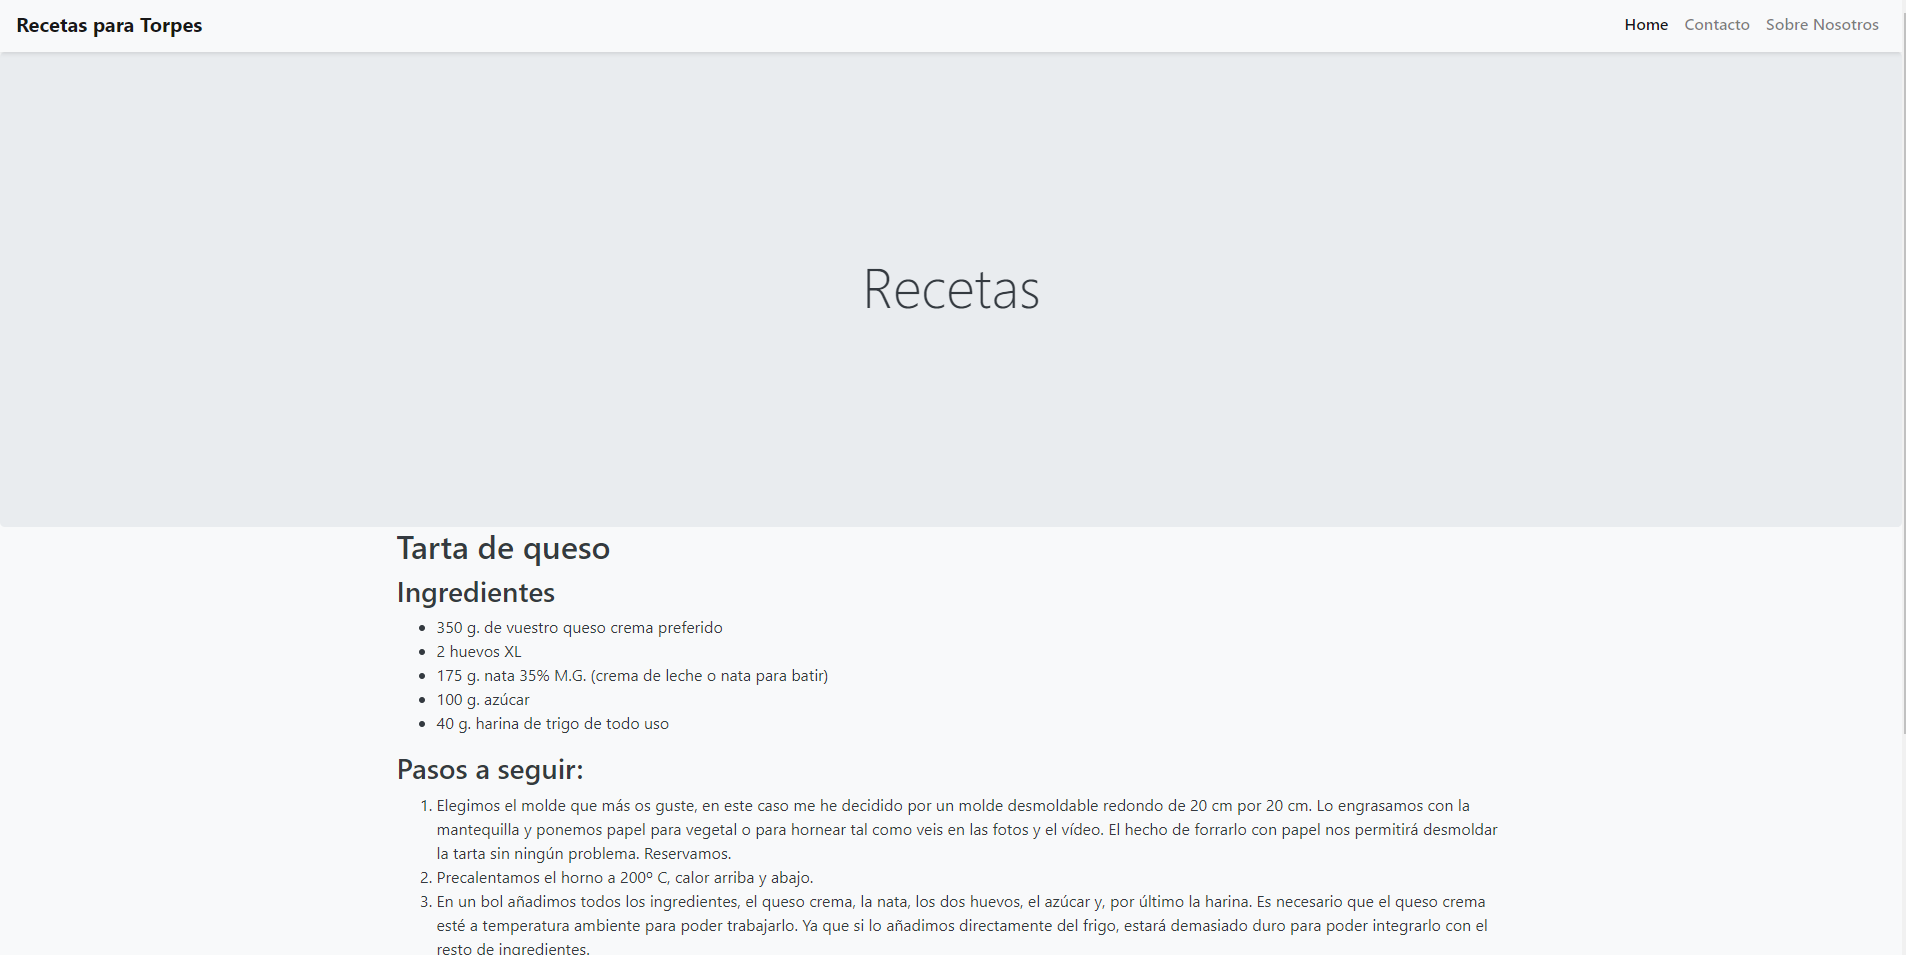 Recetas para Torpes
Home Contacto Sobre Nosotros
Recetas
Tarta de queso
Ingredientes
350 g. de vuestro queso crema preferido
2 huevos XL
175 g. nata 35% M.G. (crema de leche o nata para batir)
100 g. azúcar
40 g. harina de trigo de todo uso
Pasos a seguir:
1. Elegimos el molde que más os guste, en este caso me he decidido por un molde desmoldable redondo de 20 cm por 20 cm. Lo engrasamos con la
mantequilla y ponemos papel para vegetal o para hornear tal como veis en las fotos y el vídeo. El hecho de forrarlo con papel nos permitirá desmoldar
la tarta sin ningún problema. Reservamos.
2. Precalentamos el horno a 200º C, calor arriba y abajo.
3. En un bol añadimos todos los ingredientes, el queso crema, la nata, los dos huevos, el azúcar y, por último la harina. Es necesario que el queso crema
esté a temperatura ambiente para poder trabajarlo. Ya que si lo añadimos directamente del frigo, estará demasiado duro para poder integrarlo con el
resto de ingredientes.